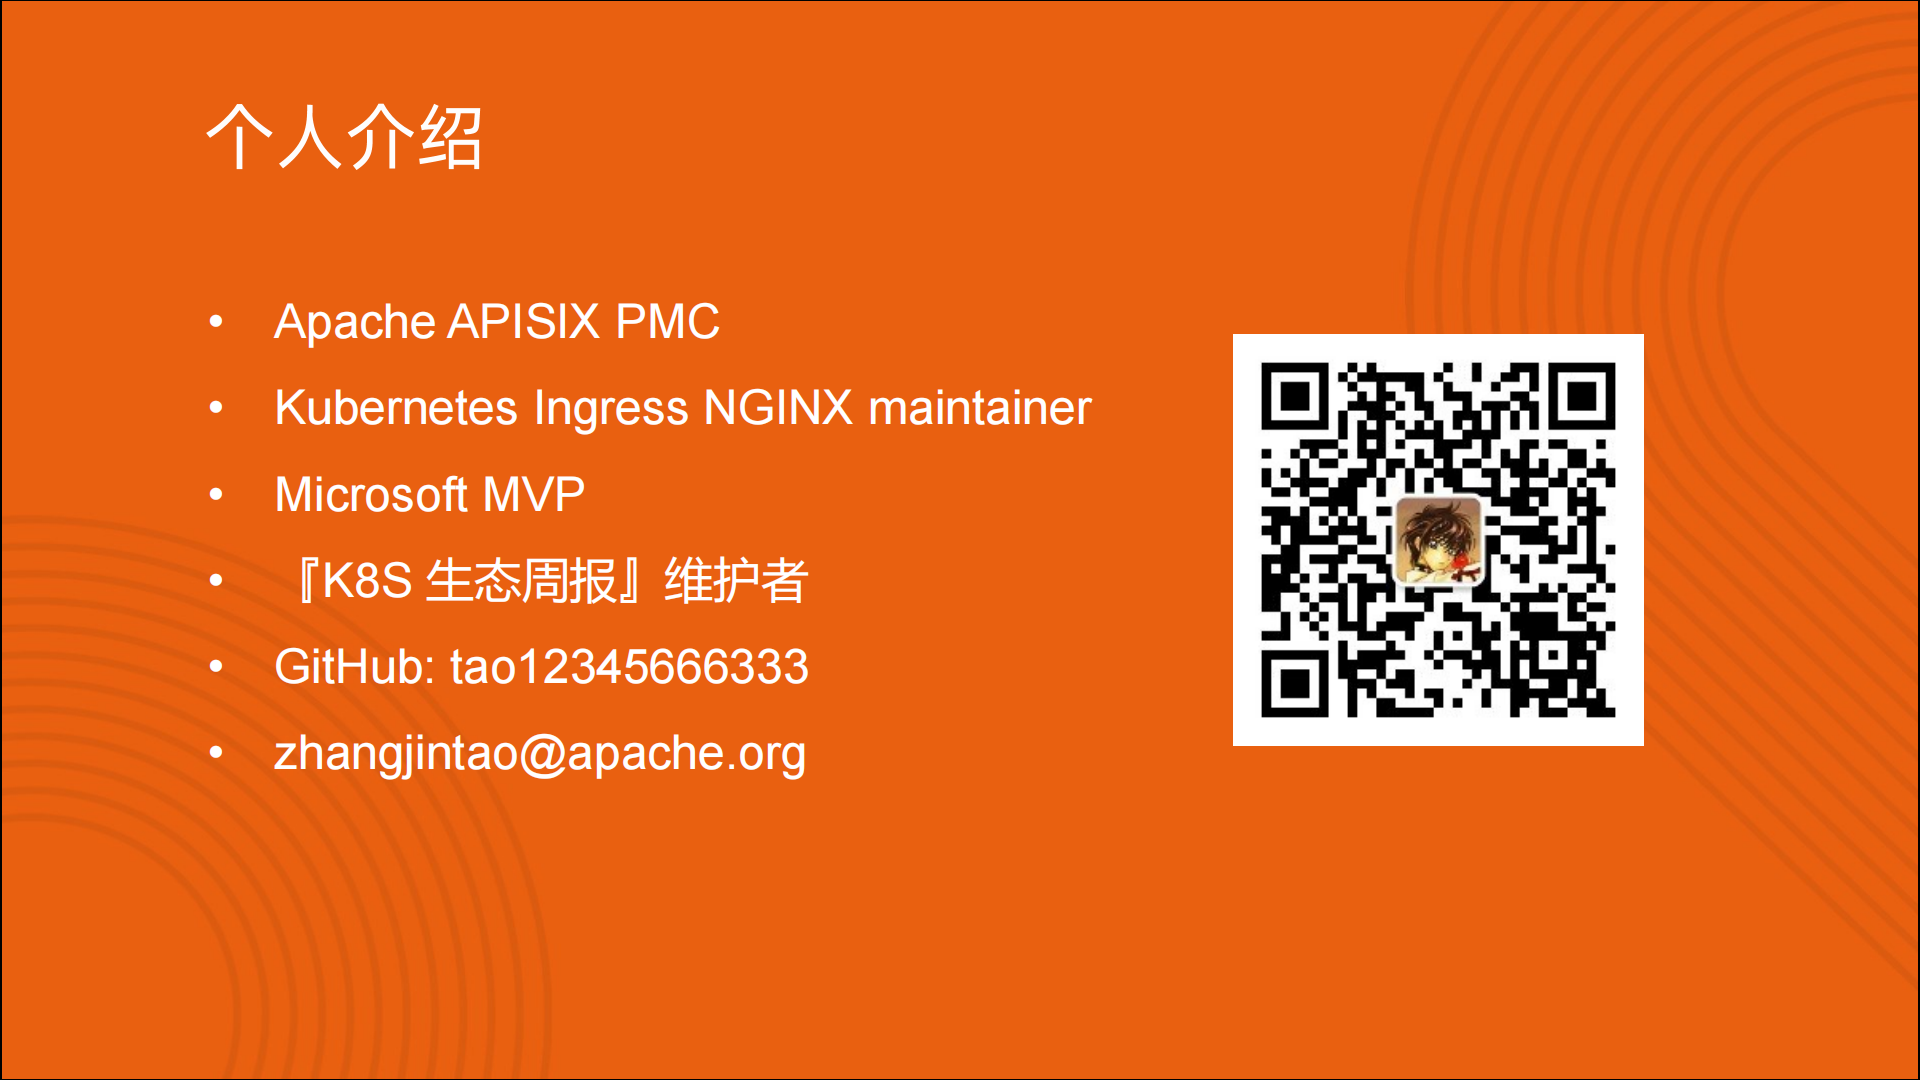 个人介绍
• Apache APISIX PMC
• Kubernetes Ingress NGINX maintainer
• Microsoft MVP
• 『K8S 生态周报』维护者
• GitHub: tao12345666333
• zhangjintao@apache.org